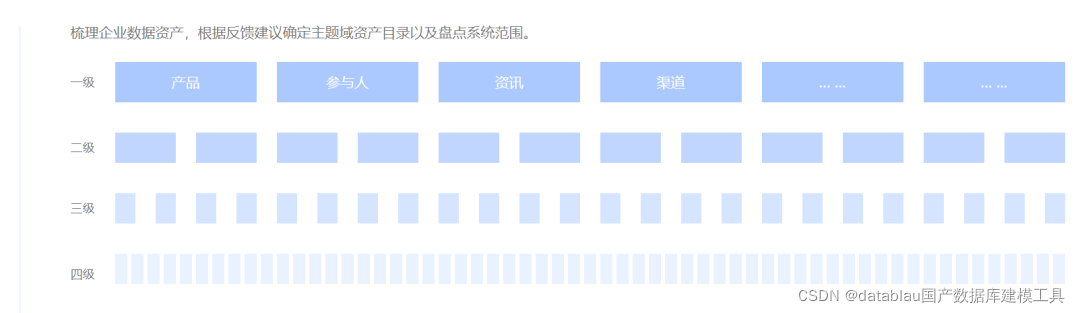 梳理企业数据资产，根据反馈建议确定主题域资产目录以及盘点系统范围。
一级 产品 参与人 资讯 渠道 ... ... ... ...
二级
三级
四级
CSDN @datablau国产数据库建模工具